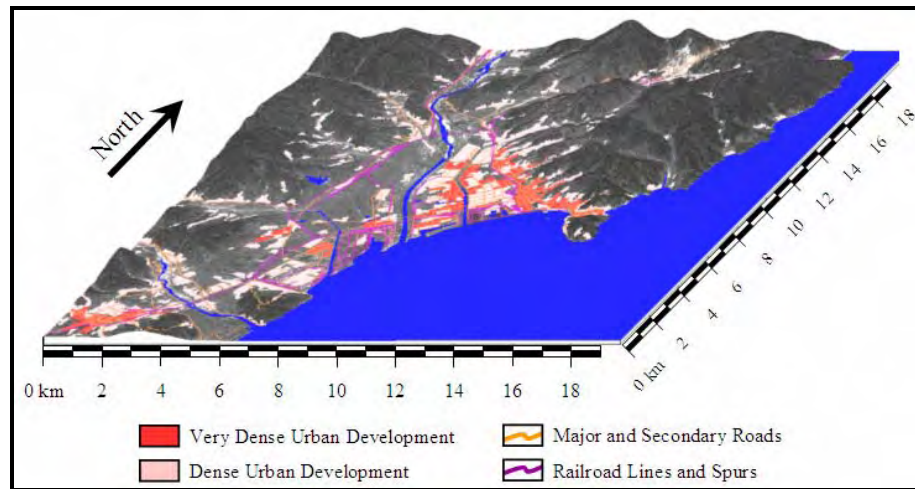 North
0 km 2 4 6 8 10 12 14 16 18
0 km 2 4 6 8 10 12 14 16 18
Very Dense Urban Development
Major and Secondary Roads
Dense Urban Development
Railroad Lines and Spurs